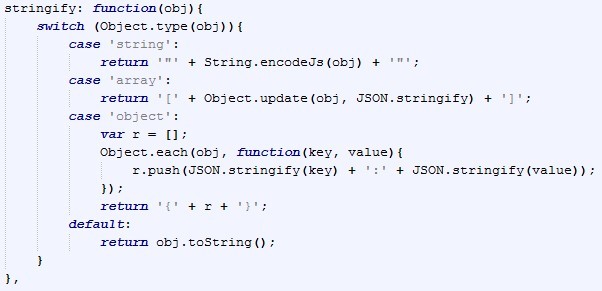 stringify: function(obj){
    switch (Object.type(obj)){
        case 'string':
            return '"' + String.encodeJs(obj) + '"';
        case 'array':
            return '[' + Object.update(obj, JSON.stringify) + ']';
        case 'object':
            var r = [];
            Object.each(obj, function(key, value){
                r.push(JSON.stringify(key) + ':' + JSON.stringify(value));
            });
            return '{' + r + '}';
        default:
            return obj.toString();
    }
},